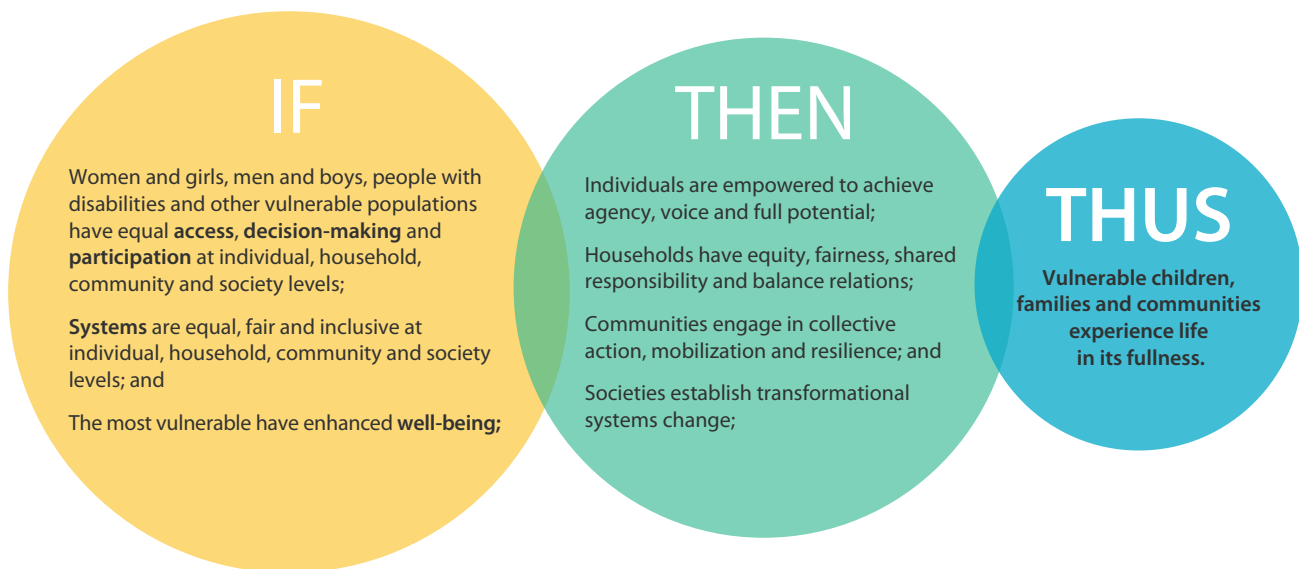 IF
Women and girls, men and boys, people with
disabilities and other vulnerable populations
have equal access, decision-making and
participation at individual, household,
community and society levels;
Systems are equal, fair and inclusive at
individual, household, community and society
levels; and
The most vulnerable have enhanced well-being;
THEN
Individuals are empowered to achieve
agency, voice and full potential;
Households have equity, fairness, shared
responsibility and balance relations;
Communities engage in collective
action, mobilization and resilience; and
Societies establish transformational
systems change;
THUS
Vulnerable children,
families and communities
experience life
in its fullness.